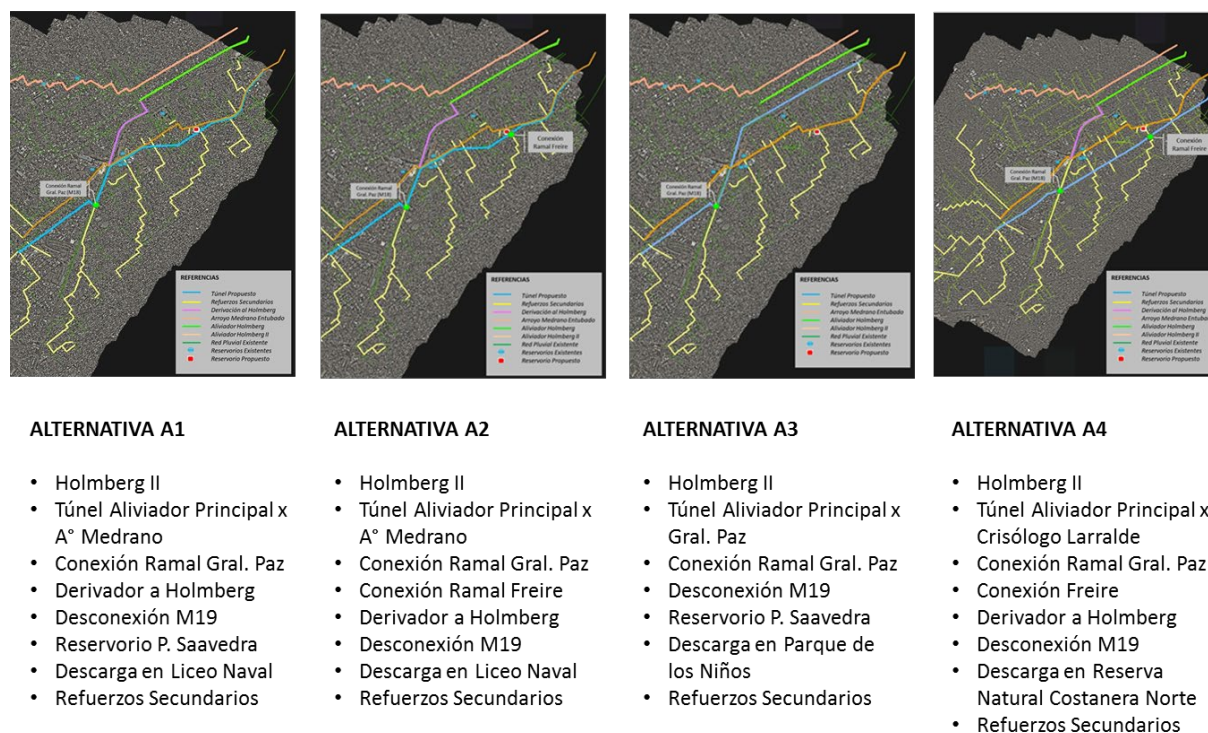 Conexión Ramal
Gral. Paz (M18)
REFERENCIAS
Túnel Propuesto
Refuerzos Secundarios
Derivación al Holmberg
Arroyo Medrano Entubado
Aliviador Holmberg
Aliviador Holmberg II
Red Pluvial Existente
Reservorios Existentes
Reservorio Propuesto
Conexión
Ramal Freire
Conexión Ramal
Gral. Paz (M18)
REFERENCIAS
Túnel Propuesto
Refuerzos Secundarios
Derivación al Holmberg
Arroyo Medrano Entubado
Aliviador Holmberg
Aliviador Holmberg II
Red Pluvial Existente
Reservorios Existentes
Reservorio Propuesto
Conexión Ramal
Gral. Paz (M18)
REFERENCIAS
Túnel Propuesto
Refuerzos Secundarios
Arroyo Medrano Entubado
Aliviador Holmberg
Aliviador Holmberg II
Red Pluvial Existente
Reservorios Existentes
Reservorio Propuesto
Conexión
Ramal Freire
Conexión Ramal
Gral. Paz (M18)
REFERENCIAS
Túnel Propuesto
Refuerzos Secundarios
Derivación al Holmberg
Arroyo Medrano Entubado
Aliviador Holmberg
Aliviador Holmberg II
Red Pluvial Existente
Reservorios Existentes
Reservorio Propuesto
ALTERNATIVA A1
• Holmberg II
• Túnel Aliviador Principal x
A° Medrano
• Conexión Ramal Gral. Paz
• Derivador a Holmberg
• Desconexión M19
• Reservorio P. Saavedra
• Descarga en Liceo Naval
• Refuerzos Secundarios
ALTERNATIVA A2
• Holmberg II
• Túnel Aliviador Principal x
A° Medrano
• Conexión Ramal Gral. Paz
• Conexión Ramal Freire
• Derivador a Holmberg
• Desconexión M19
• Descarga en Liceo Naval
• Refuerzos Secundarios
ALTERNATIVA A3
• Holmberg II
• Túnel Aliviador Principal x
Gral. Paz
• Conexión Ramal Gral. Paz
• Desconexión M19
• Reservorio P. Saavedra
• Descarga en Parque de
los Niños
• Refuerzos Secundarios
ALTERNATIVA A4
• Holmberg II
• Túnel Aliviador Principal x
Crisólogo Larralde
• Conexión Ramal Gral. Paz
• Conexión Freire
• Derivador a Holmberg
• Desconexión M19
• Descarga en Reserva
Natural Costanera Norte
• Refuerzos Secundarios